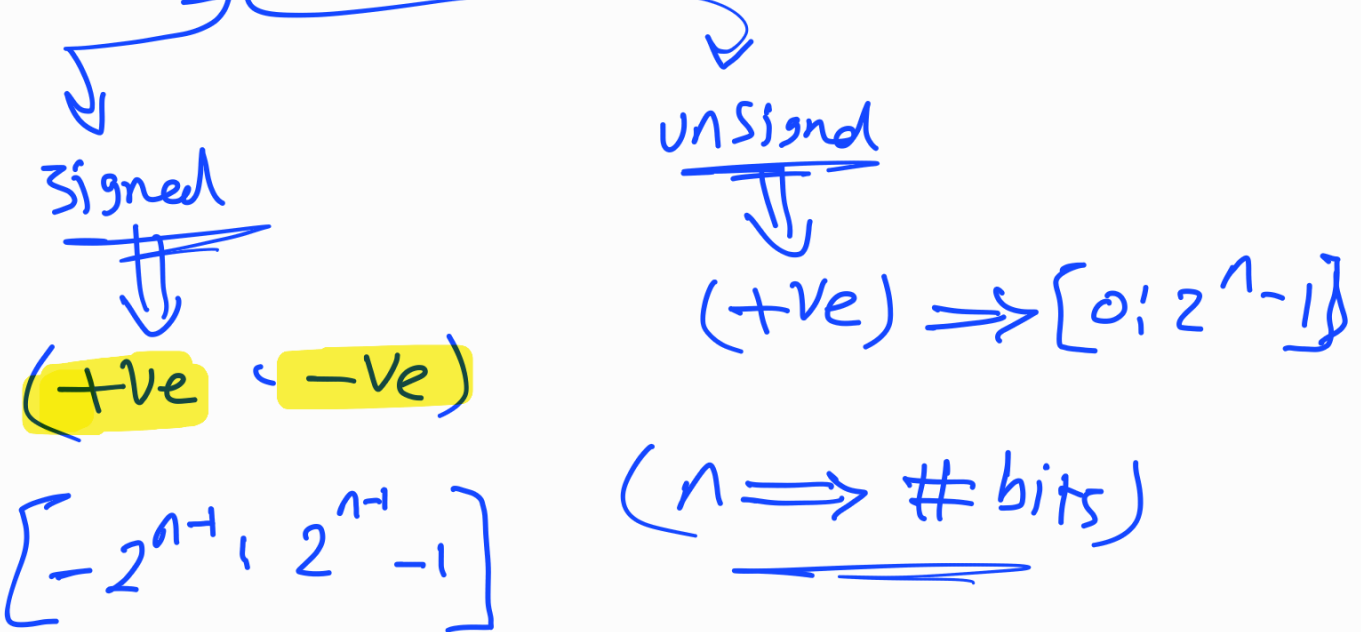 signed
unsignd
(+ve) ⇒ [0: 2^n - 1]
(+ve , -ve)
(n ⇒ # bits)
[-2^{n-1} : 2^{n-1} - 1]